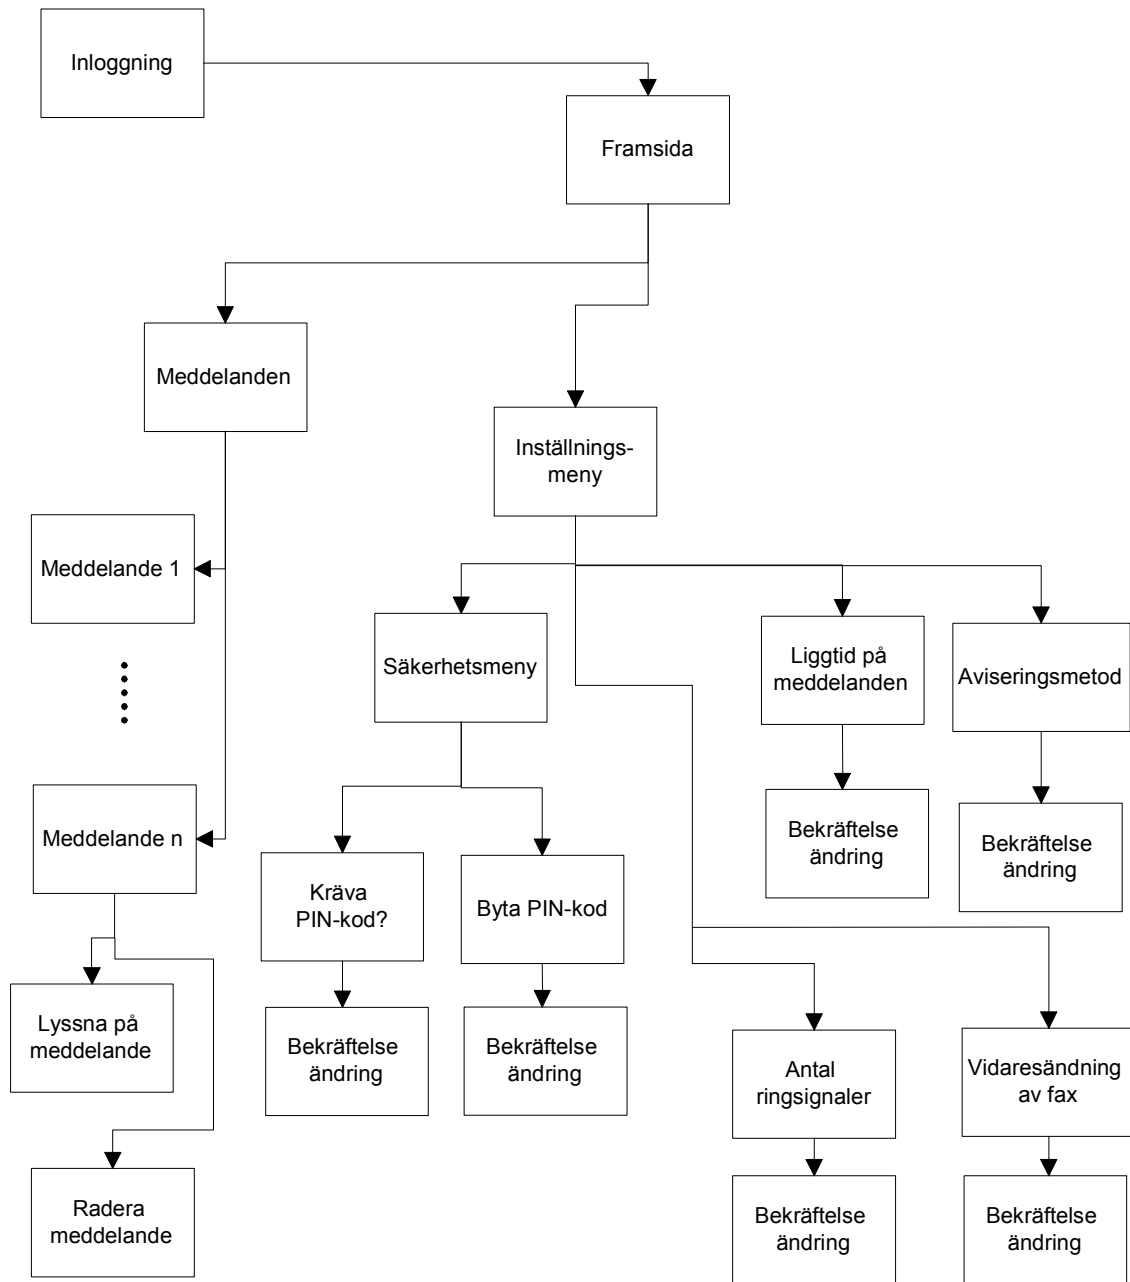 Inloggning
Framsida
Meddelanden
Inställnings-
meny
Meddelande 1
Säkerhetsmeny
Liggtid på
meddelanden
Aviseringsmetod
Meddelande n
Bekräftelse
ändring
Bekräftelse
ändring
Kräva
PIN-kod?
Byta PIN-kod
Lyssna på
meddelande
Bekräftelse
ändring
Bekräftelse
ändring
Antal
ringsignaler
Vidaresändning
av fax
Radera
meddelande
Bekräftelse
ändring
Bekräftelse
ändring